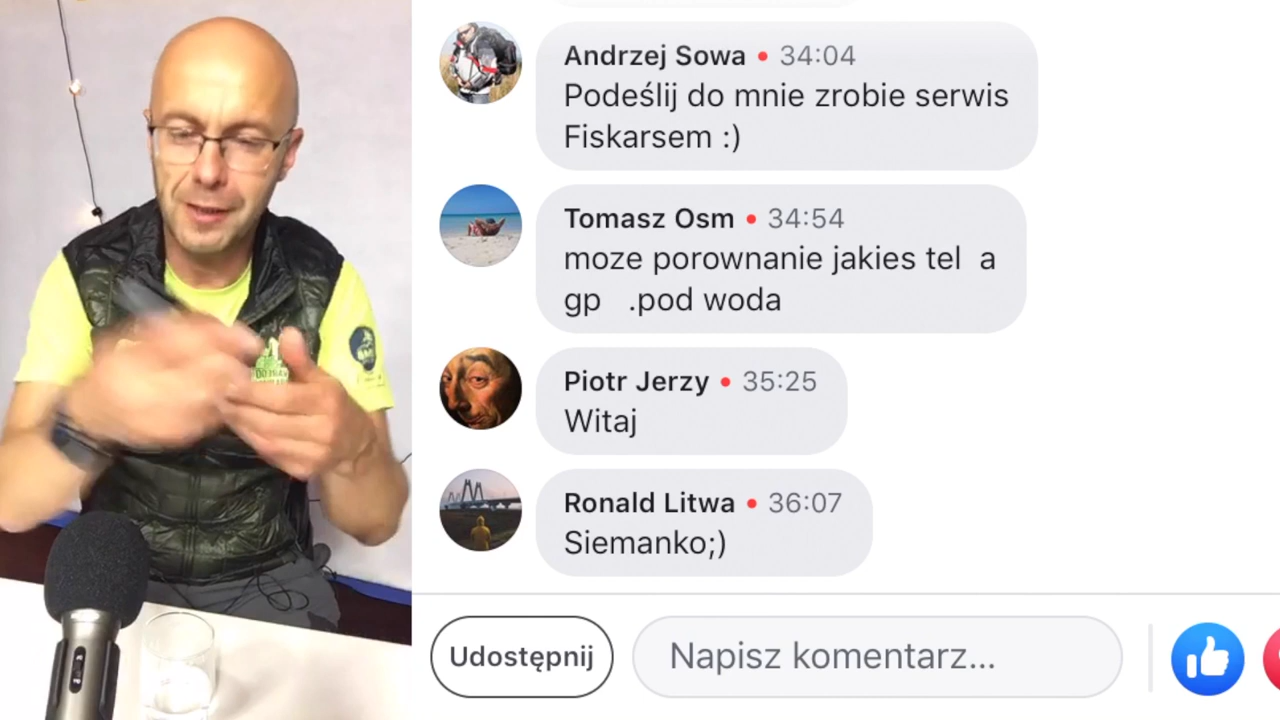 Andrzej Sowa • 34:04
Podeślij do mnie zrobie serwis
Fiskarsem :)
Tomasz Osm • 34:54
moze porownanie jakies tel  a
gp   .pod woda
Piotr Jerzy • 35:25
Witaj
Ronald Litwa • 36:07
Siemanko;)
Udostępnij
Napisz komentarz...